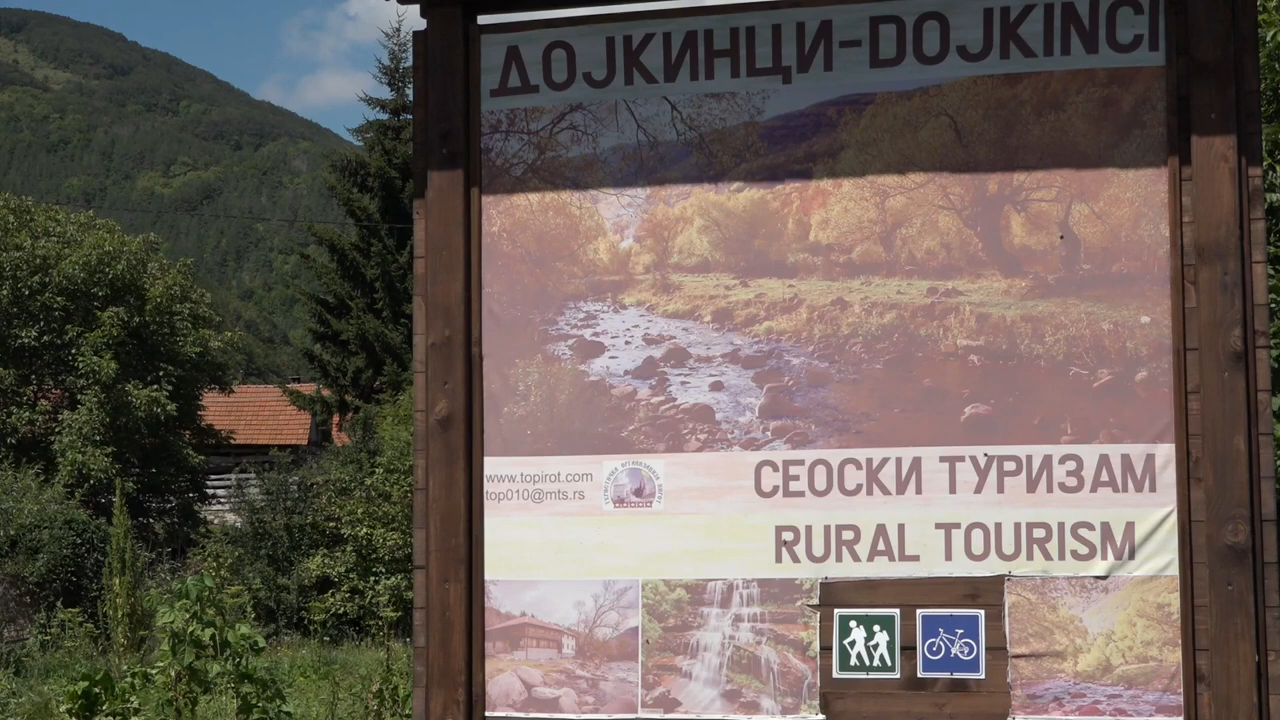 ДОЈКИНЦИ-DOJKINCI
www.topirot.com
top010@mts.rs
СЕОСКИ ТУРИЗАМ
RURAL TOURISM